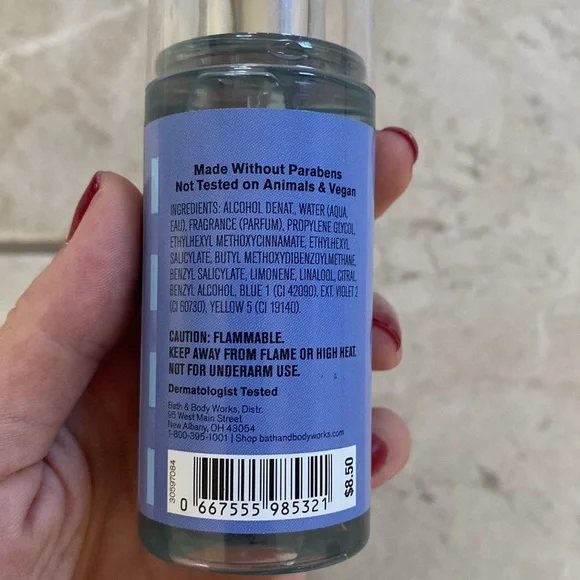 Made Without Parabens
Not Tested on Animals & Vegan
INGREDIENTS: ALCOHOL DENAT., WATER (AQUA,
EAU), FRAGRANCE (PARFUM), PROPYLENE GLYCOL,
ETHYLHEXYL METHOXYCINNAMATE, ETHYLHEXYL
SALICYLATE, BUTYL METHOXYDIBENZOYLMETHANE,
BENZYL SALICYLATE, LIMONENE, LINALOOL, CITRAL,
BENZYL ALCOHOL, BLUE 1 (CI 42090), EXT. VIOLET 2
(CI 60730), YELLOW 5 (CI 19140).
CAUTION: FLAMMABLE.
KEEP AWAY FROM FLAME OR HIGH HEAT.
NOT FOR UNDERARM USE.
Dermatologist Tested
Bath & Body Works, Distr.
95 West Main Street
New Albany, OH 43054
1-800-395-1001 | Shop bathandbodyworks.com
30597084
0 667555 985321
$8.50